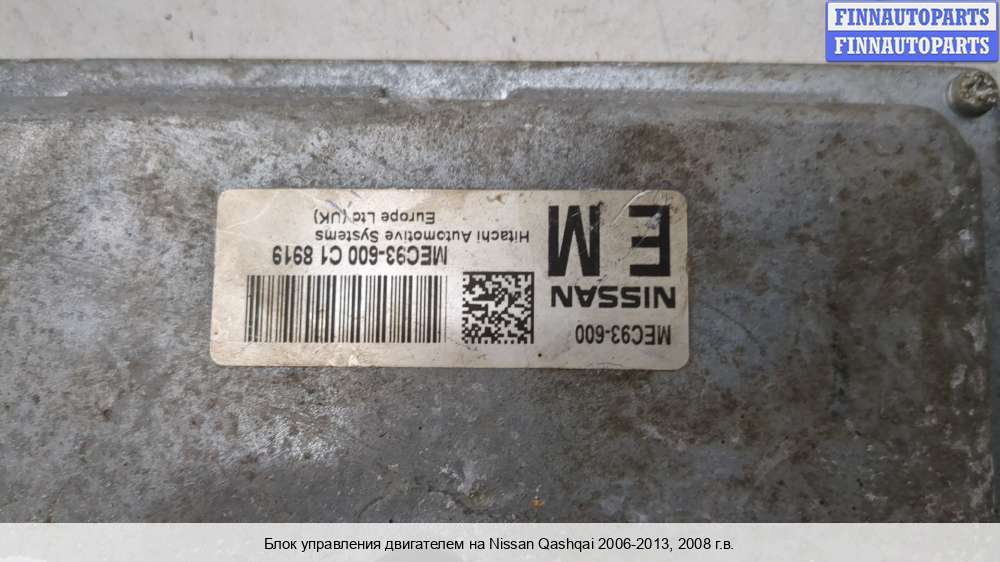 FINNAUTOPARTS
FINNAUTOPARTS
MEC93-600
NISSAN
EM
MEC93-600 C1 8919
Hitachi Automotive Systems
Europe Ltd (UK)
Блок управления двигателем на Nissan Qashqai 2006-2013, 2008 г.в.